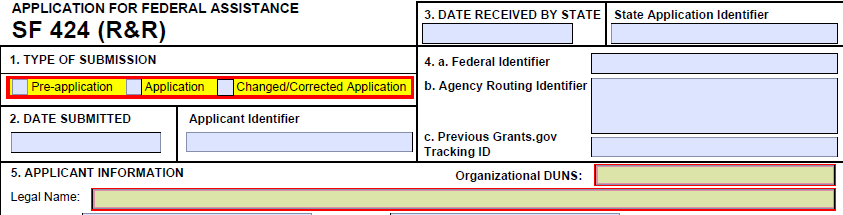 APPLICATION FOR FEDERAL ASSISTANCE
SF 424 (R&R)
3. DATE RECEIVED BY STATE
State Application Identifier
1. TYPE OF SUBMISSION
Pre-application
Application
Changed/Corrected Application
4. a. Federal Identifier
b. Agency Routing Identifier
2. DATE SUBMITTED
Applicant Identifier
c. Previous Grants.gov
Tracking ID
5. APPLICANT INFORMATION
Organizational DUNS:
Legal Name: